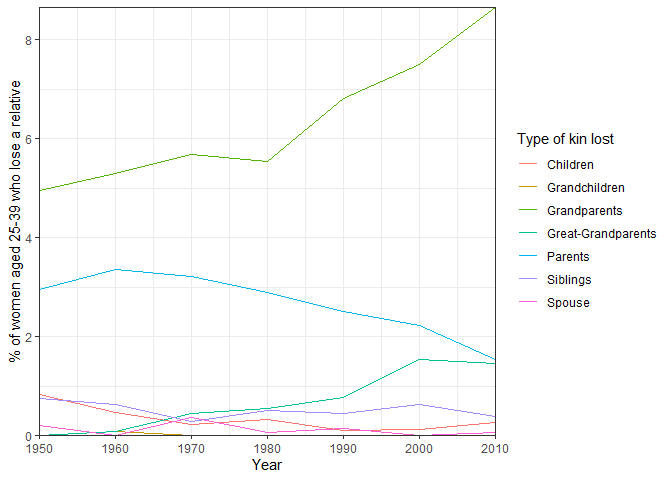 % of women aged 25-39 who lose a relative
8
6
4
2
0
1950 1960 1970 1980 1990 2000 2010
Year
Type of kin lost
Children
Grandchildren
Grandparents
Great-Grandparents
Parents
Siblings
Spouse